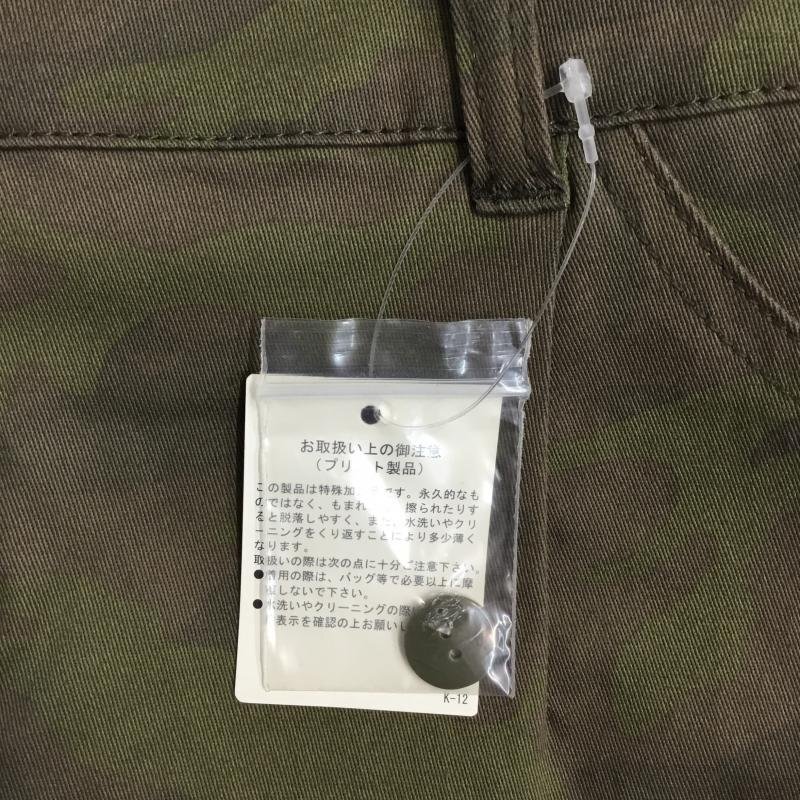 お取扱い上の御注意
（プリント製品）
この製品は特殊加工です。永久的なも
のではなく、もまれ 擦られたりす
ると脱落しやすく、また、水洗いやクリ
ーニングをくり返すことにより多少薄く
なります。
取扱いの際は次の点に十分ご注意下さい。
●着用の際は、バッグ等で必要以上に摩
擦しないで下さい。
●水洗いやクリーニングの際は
表示を確認の上お願い
K-12